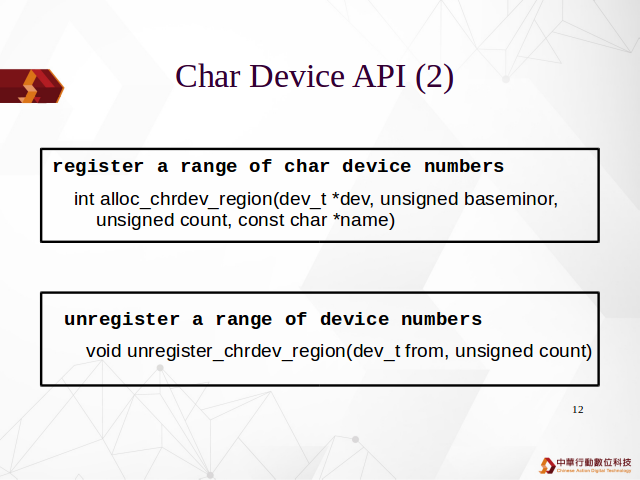 Char Device API (2)
register a range of char device numbers
int alloc_chrdev_region(dev_t *dev, unsigned baseminor,
unsigned count, const char *name)
unregister a range of device numbers
void unregister_chrdev_region(dev_t from, unsigned count)
12
中華行動數位科技
Chinese Action Digital Technology